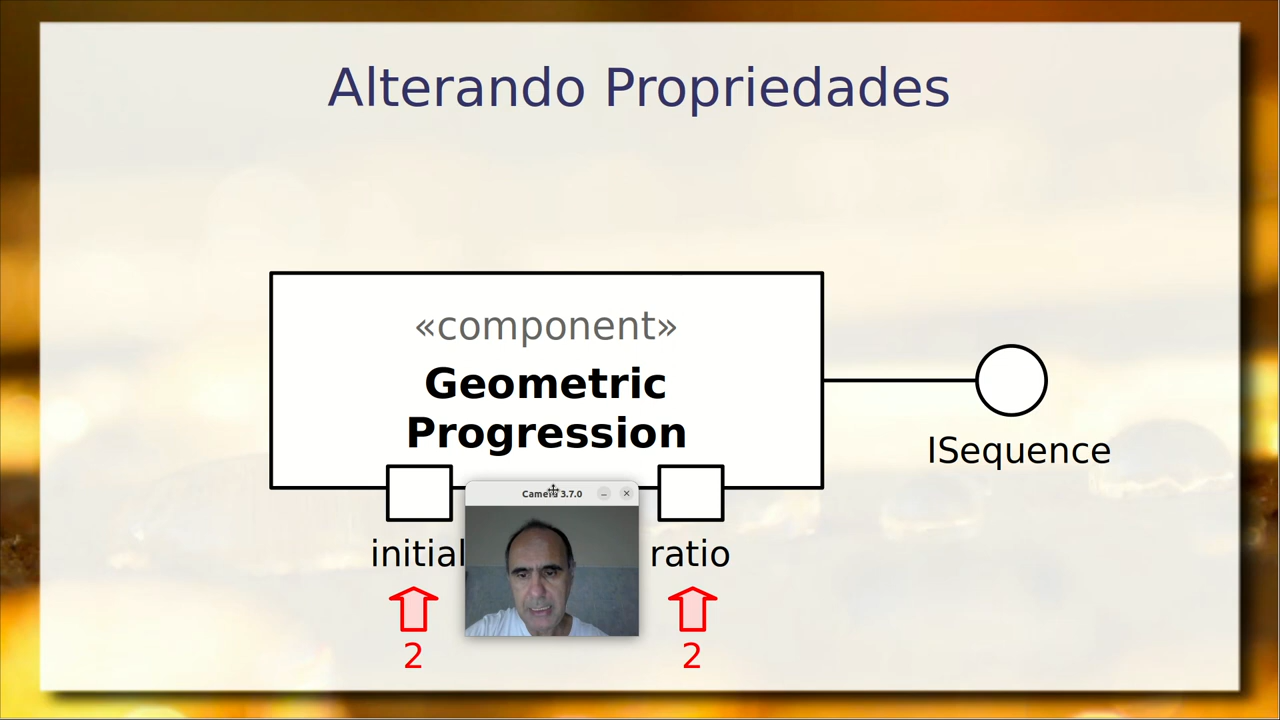 Alterando Propriedades
«component»
Geometric
Progression
ISequence
Camera 3.7.0
initial
ratio
2
2